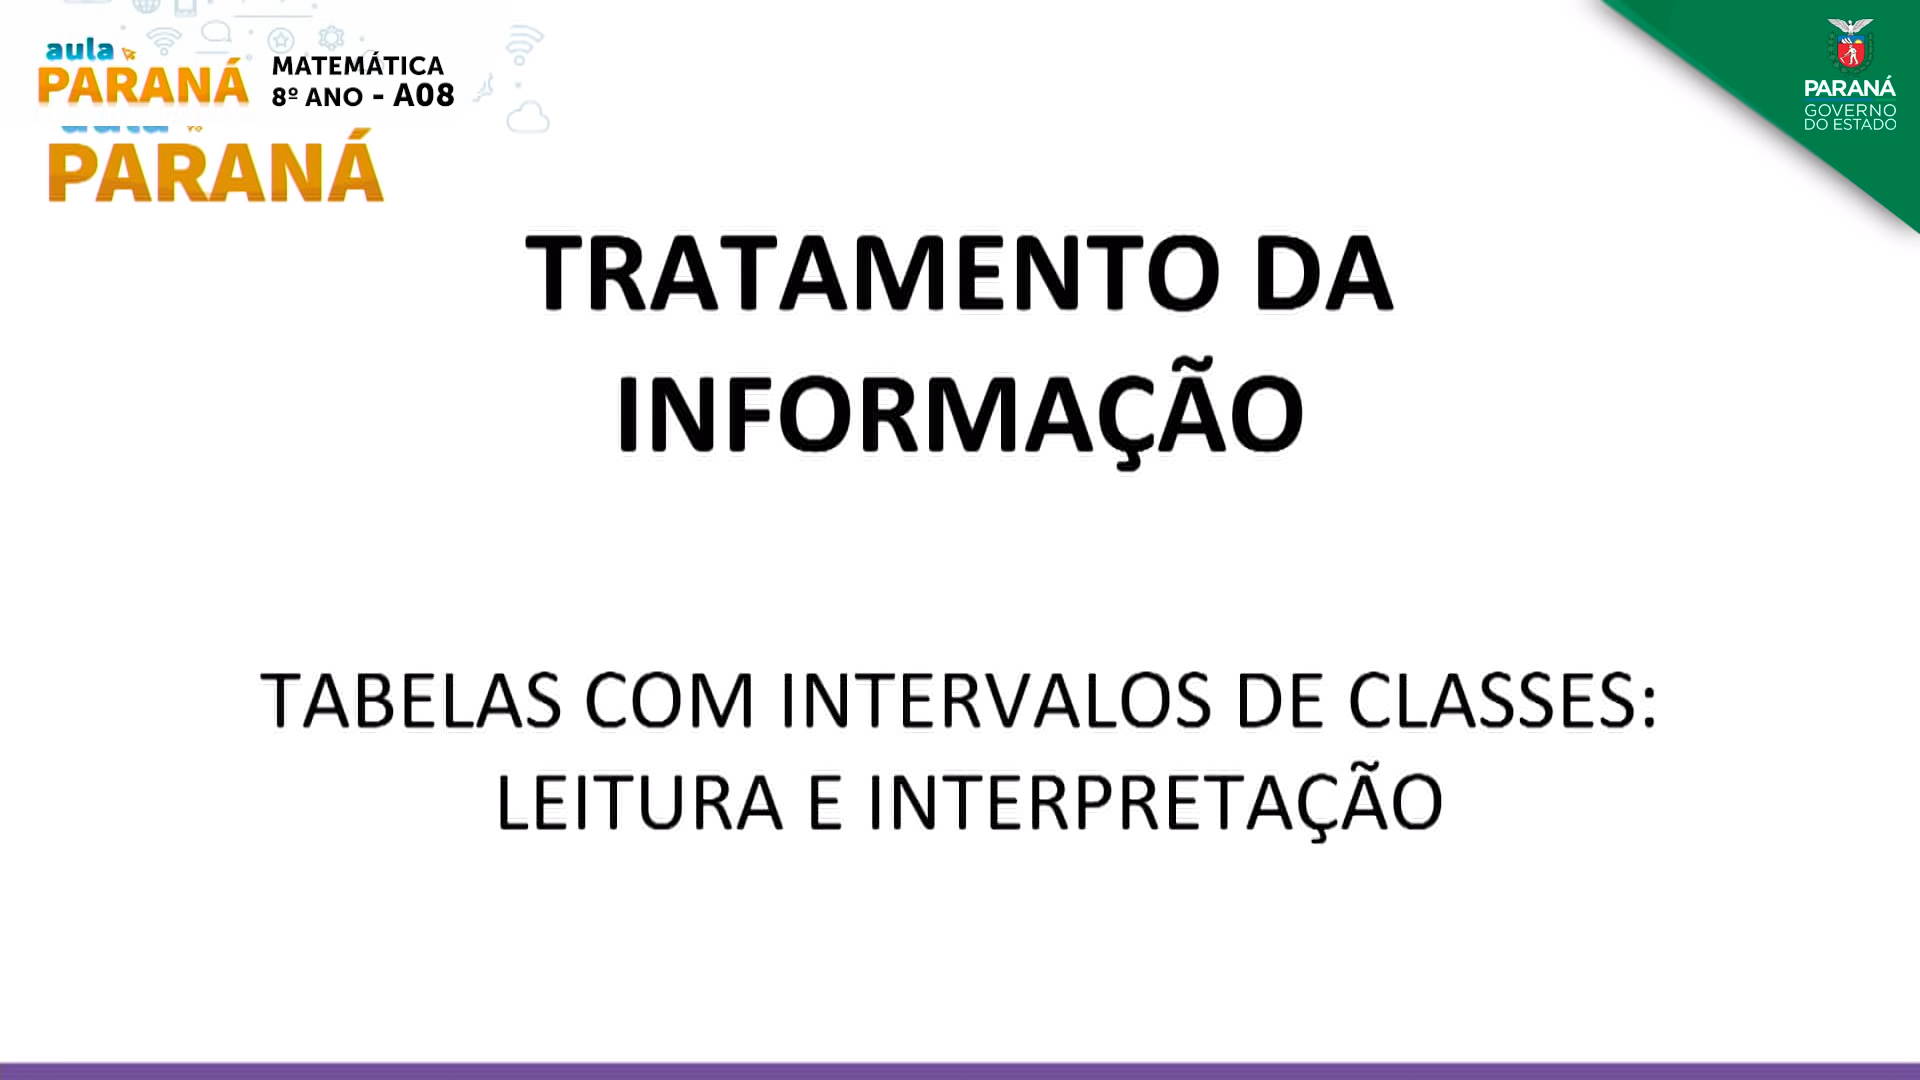 aula
PARANÁ
MATEMÁTICA
8º ANO - A08
aula
PARANÁ
PARANÁ
GOVERNO
DO ESTADO
TRATAMENTO DA
INFORMAÇÃO
TABELAS COM INTERVALOS DE CLASSES:
LEITURA E INTERPRETAÇÃO